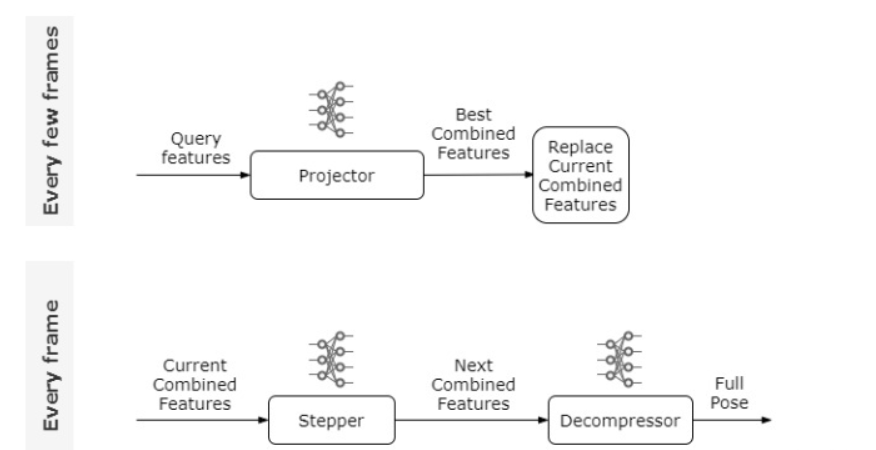 Every few frames
Query
features
Projector
Best
Combined
Features
Replace
Current
Combined
Features
Every frame
Current
Combined
Features
Stepper
Next
Combined
Features
Decompressor
Full
Pose